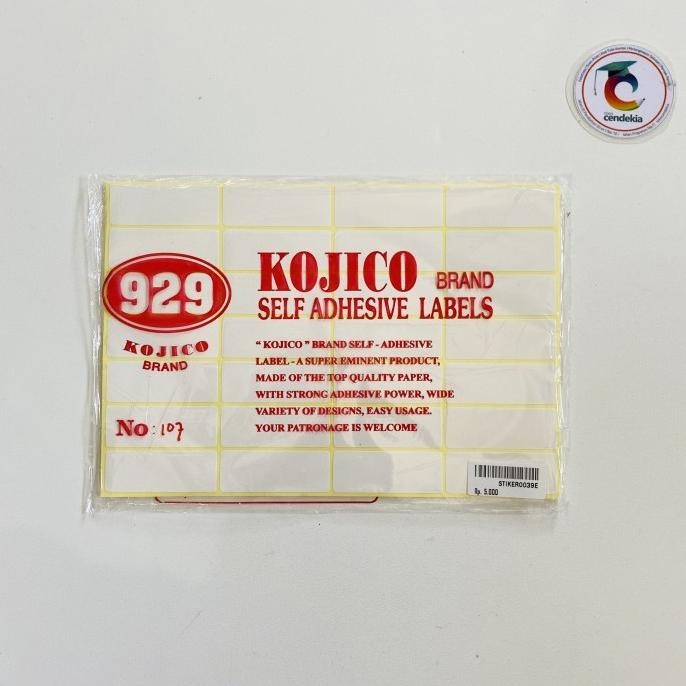 cendekia
929
KOJICO
BRAND
No : 107
KOJICO BRAND
SELF ADHESIVE LABELS
" KOJICO " BRAND SELF - ADHESIVE
LABEL - A SUPER EMINENT PRODUCT,
MADE OF THE TOP QUALITY PAPER,
WITH STRONG ADHESIVE POWER, WIDE
VARIETY OF DESIGNS, EASY USAGE.
YOUR PATRONAGE IS WELCOME
STIKER0039E
Rp. 5.000